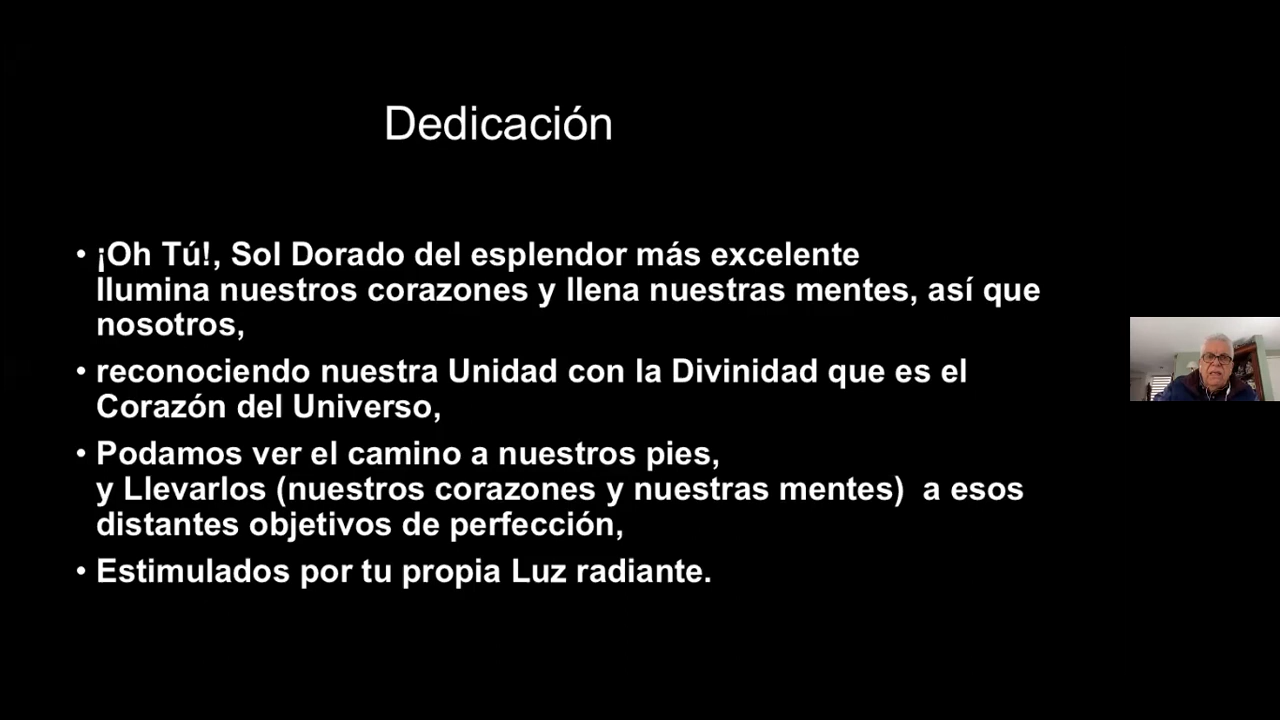 Dedicación
• ¡Oh Tú!, Sol Dorado del esplendor más excelente
Ilumina nuestros corazones y llena nuestras mentes, así que
nosotros,
• reconociendo nuestra Unidad con la Divinidad que es el
Corazón del Universo,
• Podamos ver el camino a nuestros pies,
y Llevarlos (nuestros corazones y nuestras mentes)  a esos
distantes objetivos de perfección,
• Estimulados por tu propia Luz radiante.